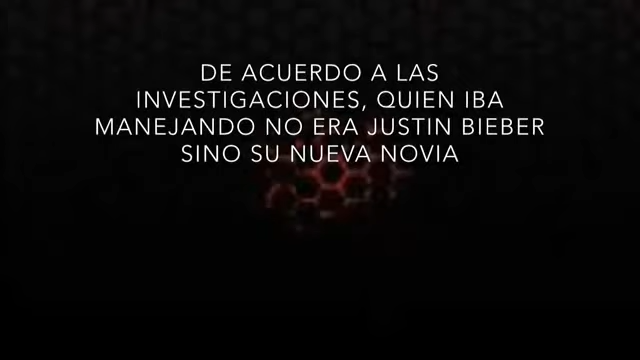 DE ACUERDO A LAS
INVESTIGACIONES, QUIEN IBA
MANEJANDO NO ERA JUSTIN BIEBER
SINO SU NUEVA NOVIA